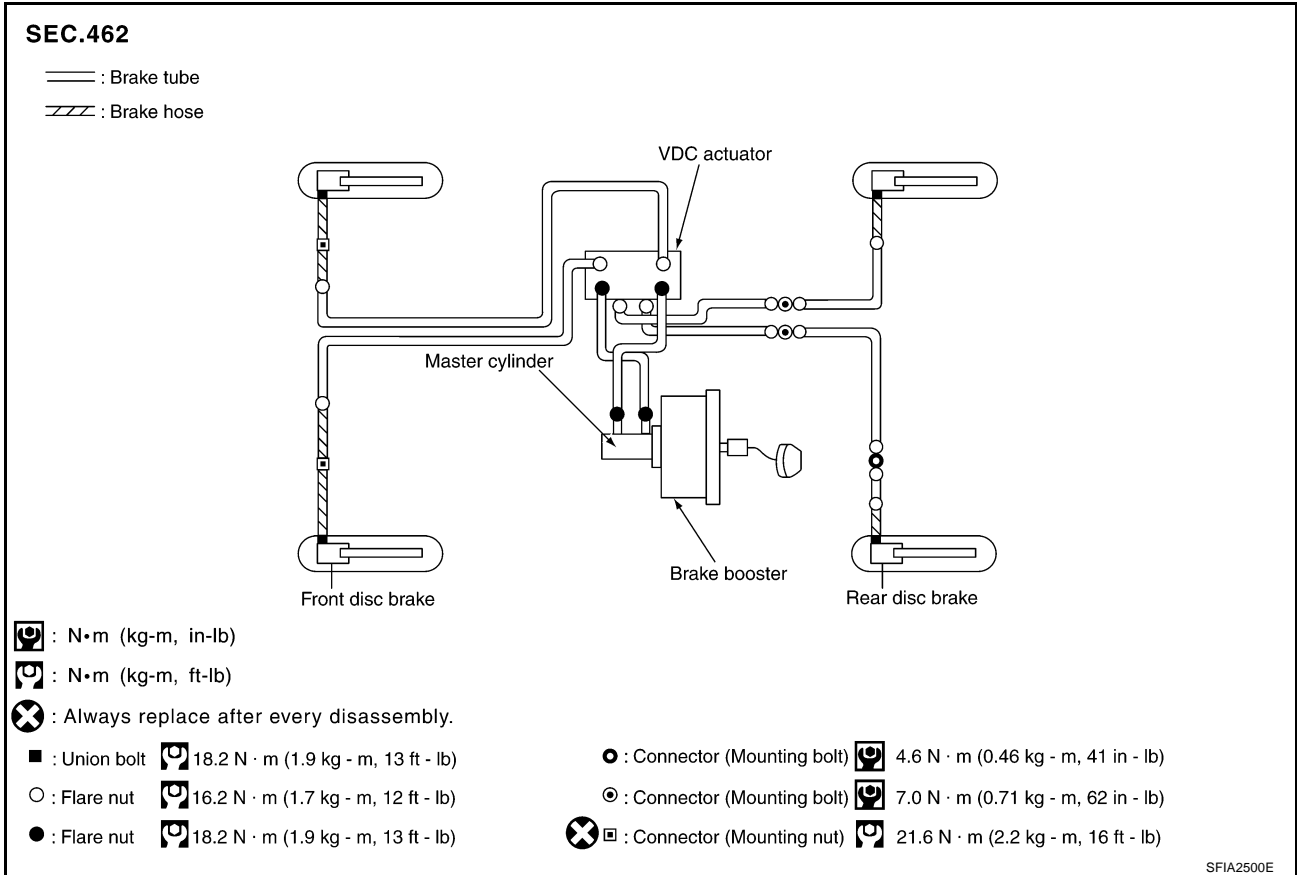 SEC.462
: Brake tube
: Brake hose
VDC actuator
Master cylinder
Brake booster
Front disc brake
Rear disc brake
: N•m (kg-m, in-lb)
: N•m (kg-m, ft-lb)
: Always replace after every disassembly.
: Union bolt 18.2 N · m (1.9 kg - m, 13 ft - lb)
: Flare nut 16.2 N · m (1.7 kg - m, 12 ft - lb)
: Flare nut 18.2 N · m (1.9 kg - m, 13 ft - lb)
: Connector (Mounting bolt) 4.6 N · m (0.46 kg - m, 41 in - lb)
: Connector (Mounting bolt) 7.0 N · m (0.71 kg - m, 62 in - lb)
: Connector (Mounting nut) 21.6 N · m (2.2 kg - m, 16 ft - lb)
SFIA2500E